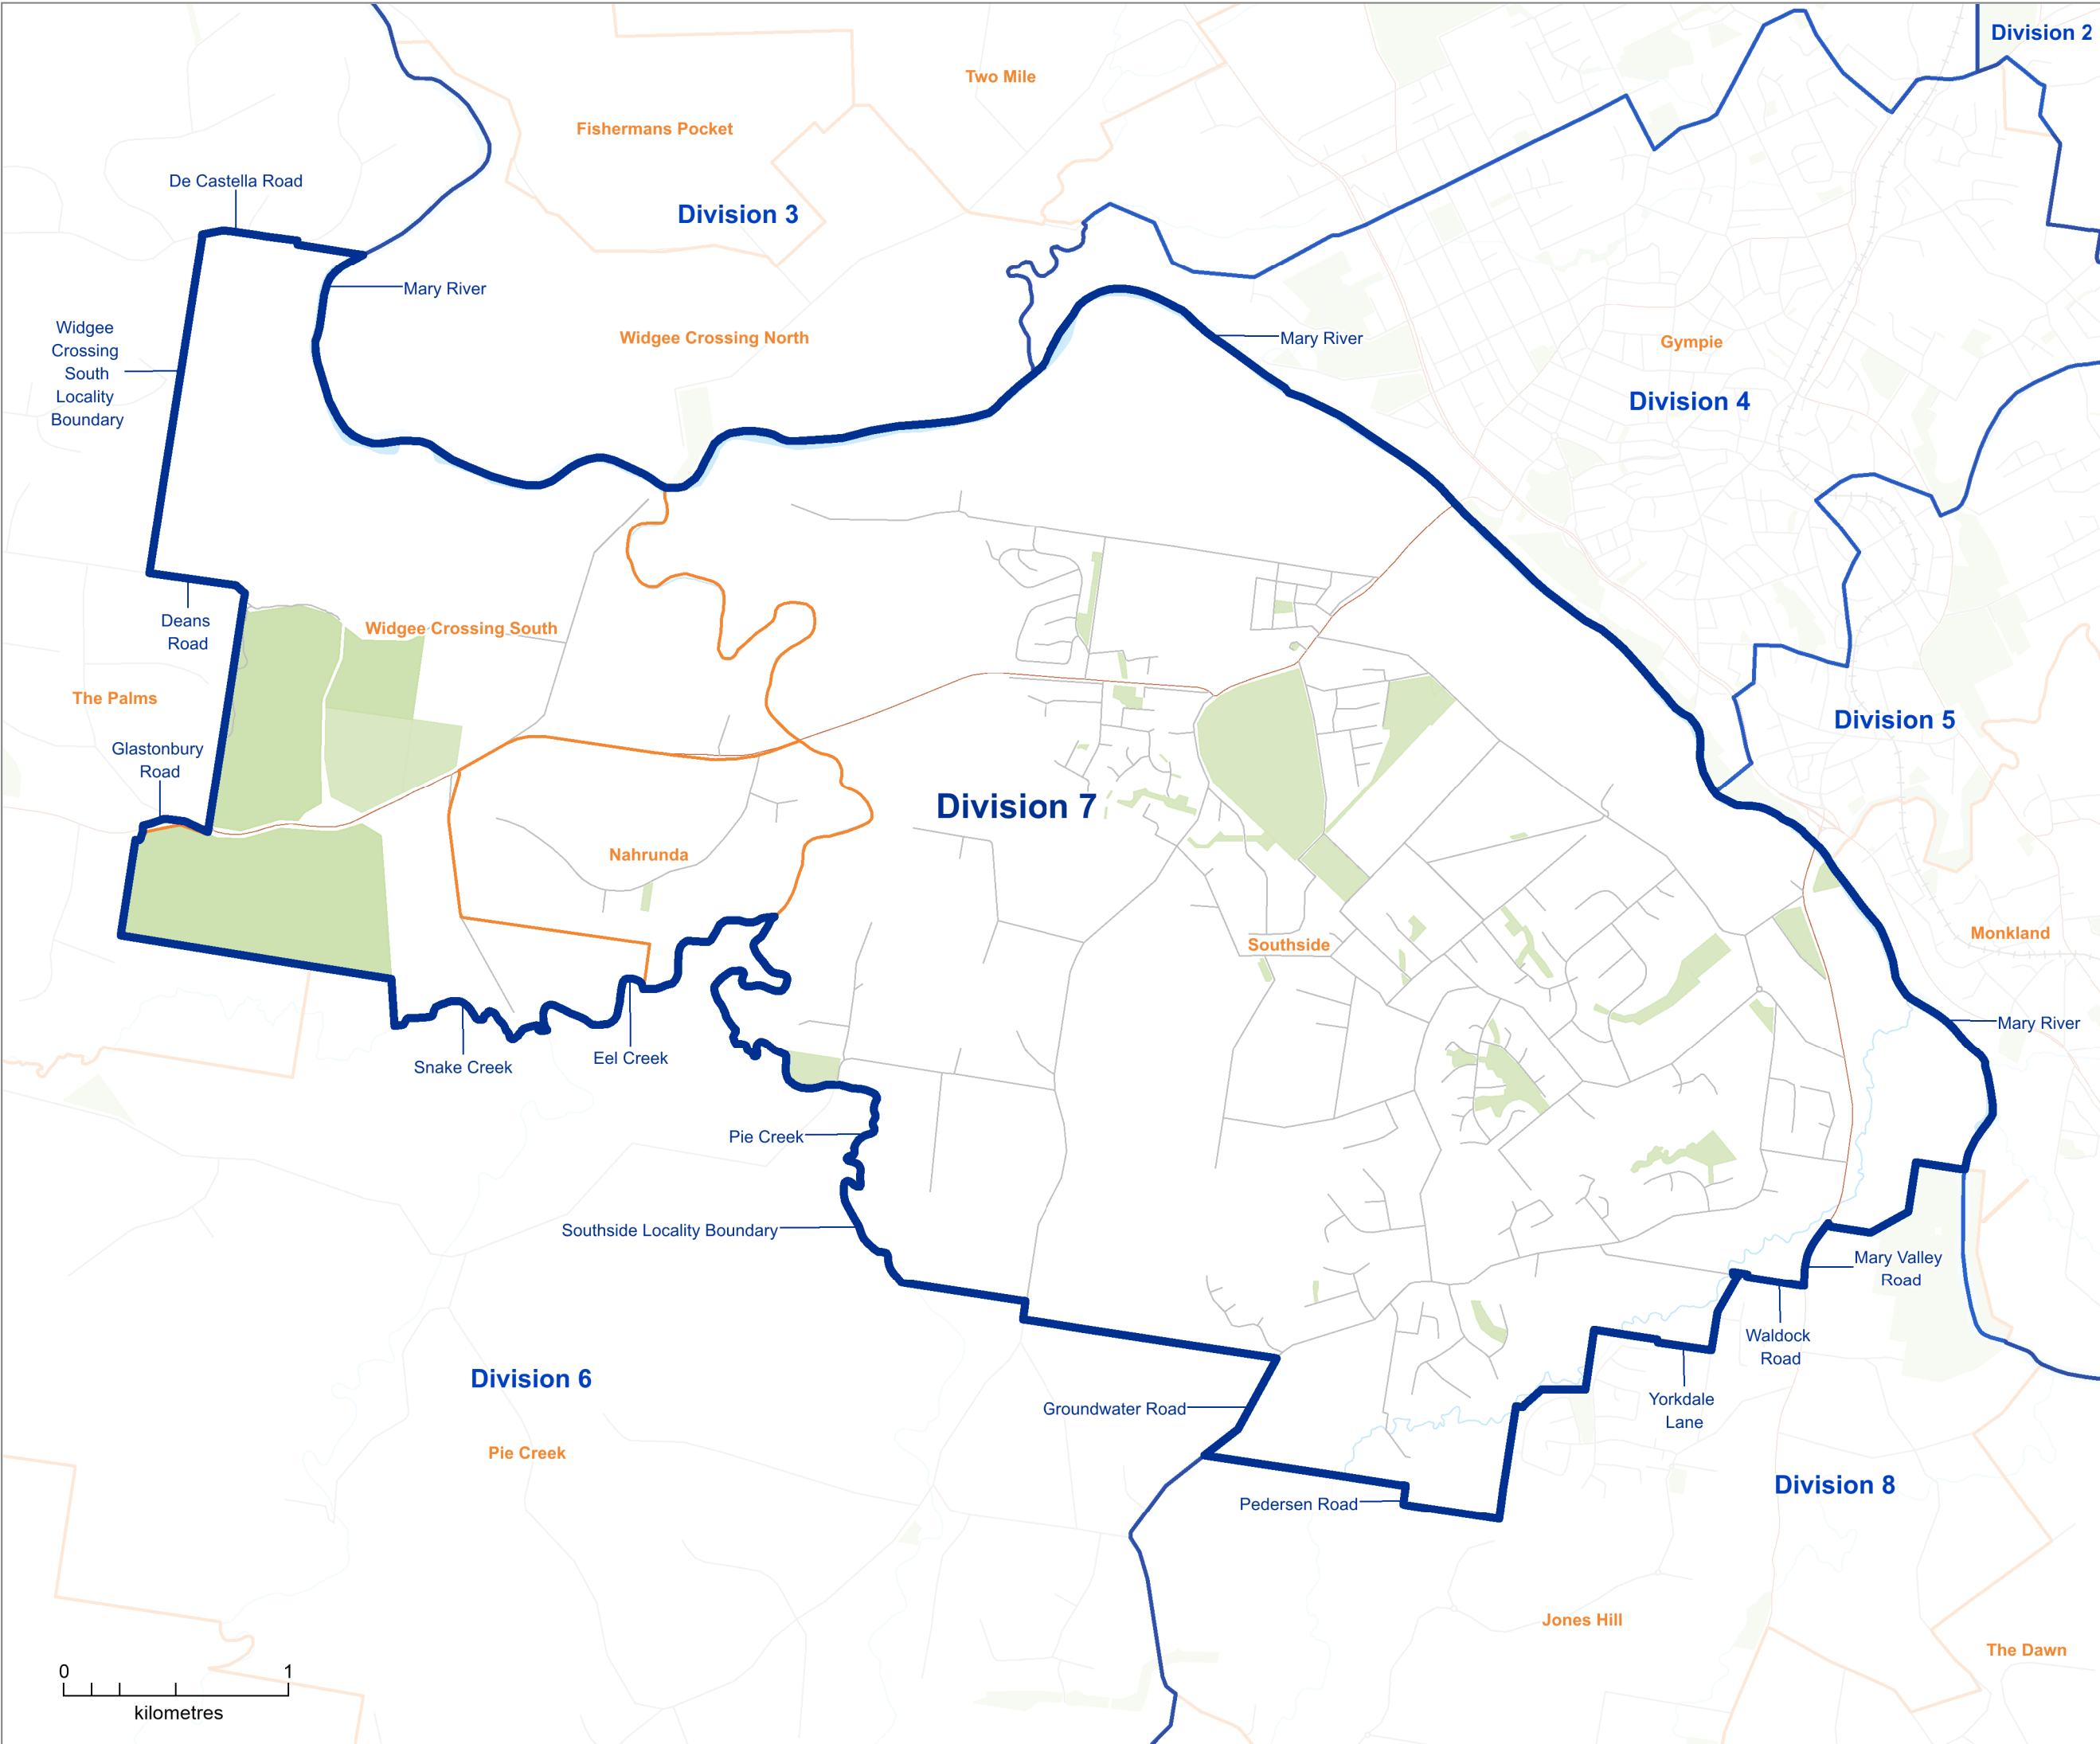 Division 2
Two Mile
Fishermans Pocket
De Castella Road
Division 3
Mary River
Widgee
Crossing
South
Locality
Boundary
Widgee Crossing North
Mary River
Gympie
Division 4
Deans
Road
Widgee Crossing South
The Palms
Division 5
Glastonbury
Road
Division 7
Nahrunda
Southside
Monkland
Mary River
Snake Creek
Eel Creek
Pie Creek
Southside Locality Boundary
Mary Valley
Road
Waldock
Road
Division 6
Yorkdale
Lane
Groundwater Road
Pie Creek
Division 8
Pedersen Road
Jones Hill
The Dawn
0 1
kilometres